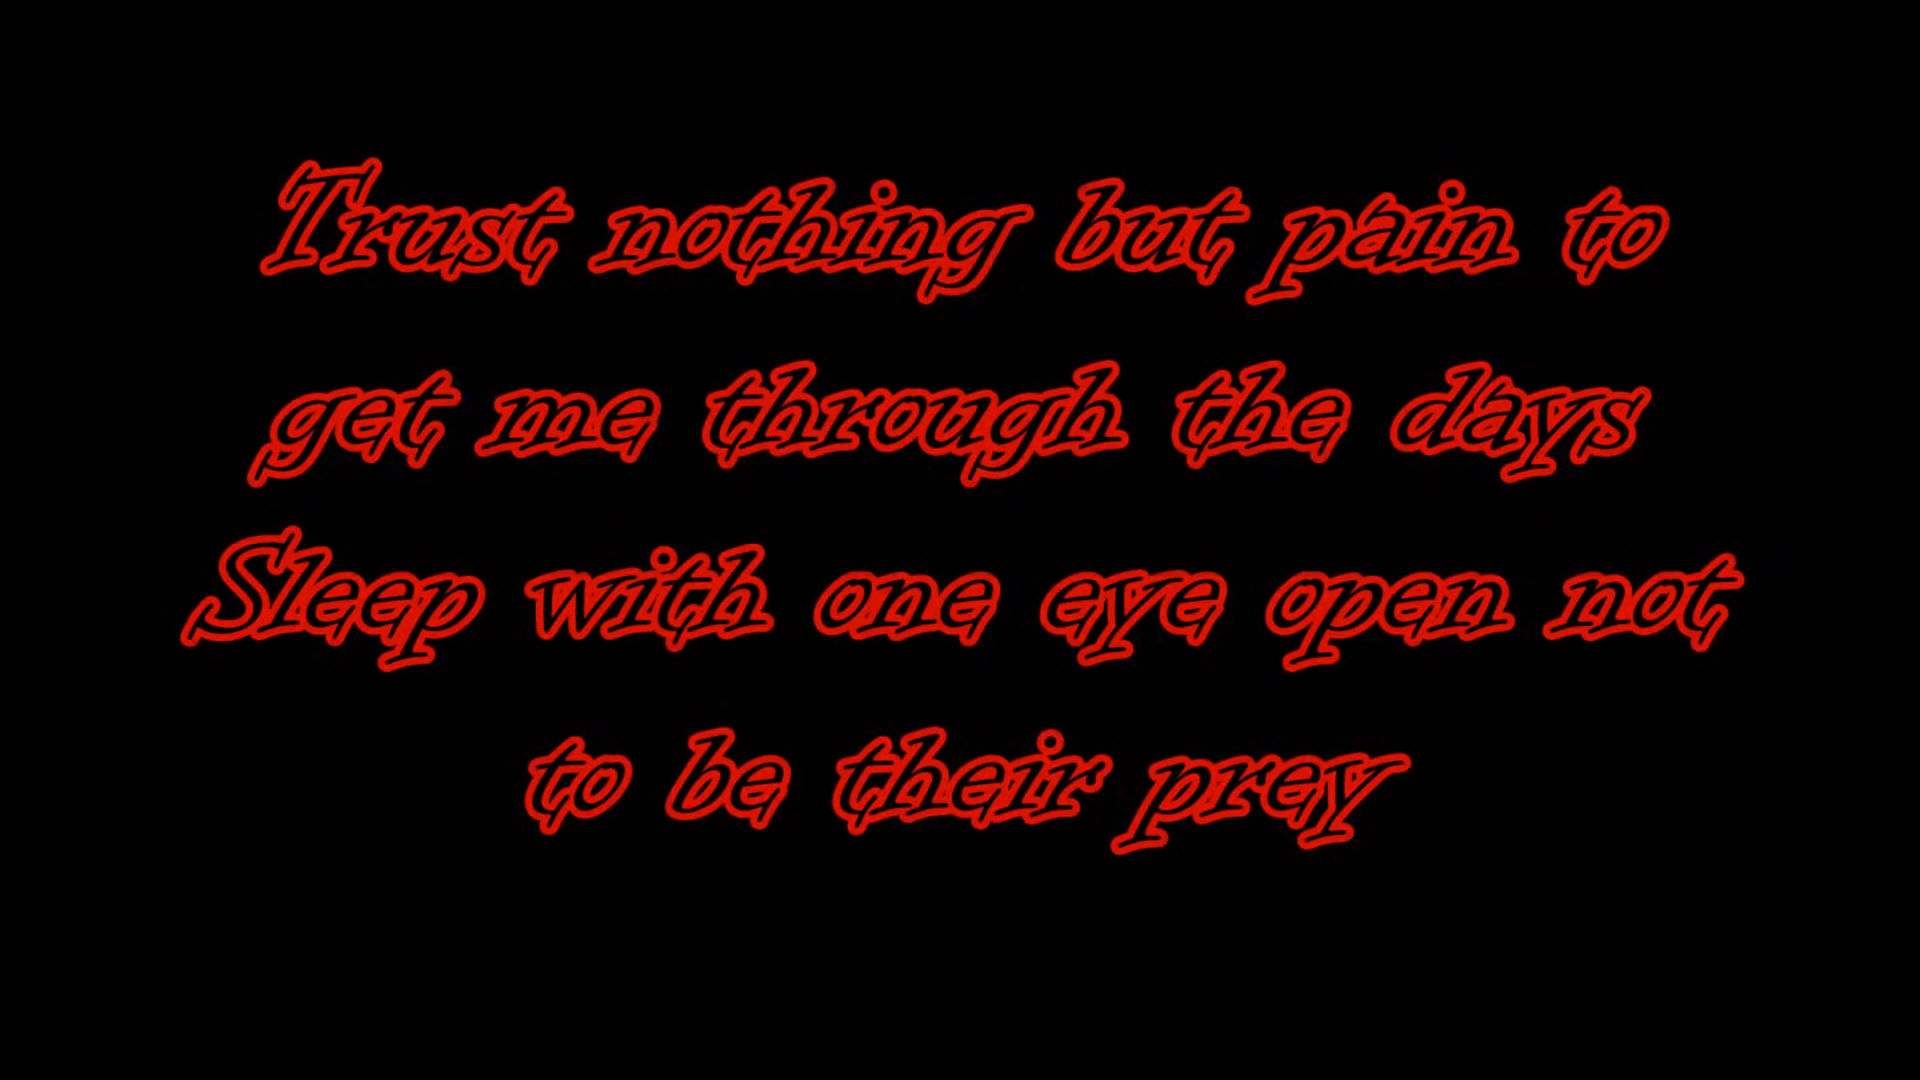 Trust nothing but pain to
get me through the days
Sleep with one eye open not
to be their prey